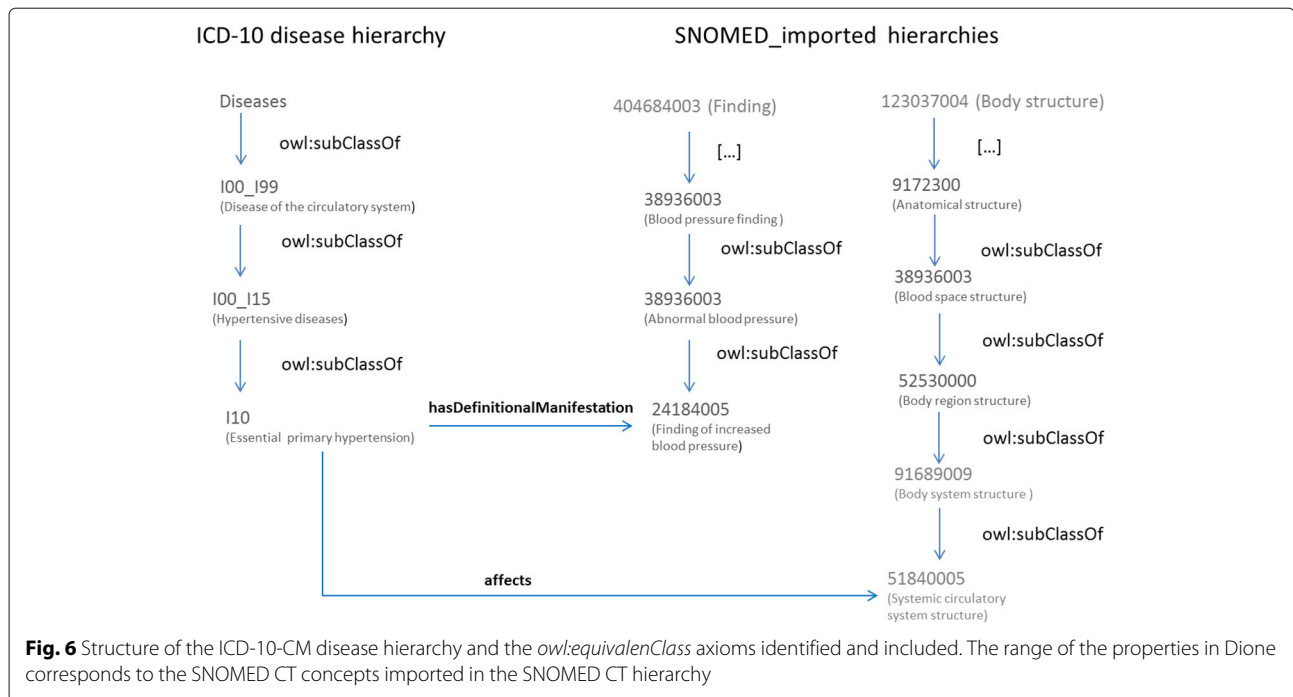 ICD-10 disease hierarchy
Diseases
owl:subClassOf
I00_I99
(Disease of the circulatory system)
owl:subClassOf
I00_I15
(Hypertensive diseases)
owl:subClassOf
I10
(Essential primary hypertension)
hasDefinitionalManifestation
affects
SNOMED_imported hierarchies
404684003 (Finding)
[...]
38936003
(Blood pressure finding )
owl:subClassOf
38936003
(Abnormal blood pressure)
owl:subClassOf
24184005
(Finding of increased
blood pressure)
123037004 (Body structure)
[...]
9172300
(Anatomical structure)
owl:subClassOf
38936003
(Blood space structure)
owl:subClassOf
52530000
(Body region structure)
owl:subClassOf
91689009
(Body system structure )
owl:subClassOf
51840005
(Systemic circulatory
system structure)
Fig. 6 Structure of the ICD-10-CM disease hierarchy and the owl:equivalenClass axioms identified and included. The range of the properties in Dione
corresponds to the SNOMED CT concepts imported in the SNOMED CT hierarchy